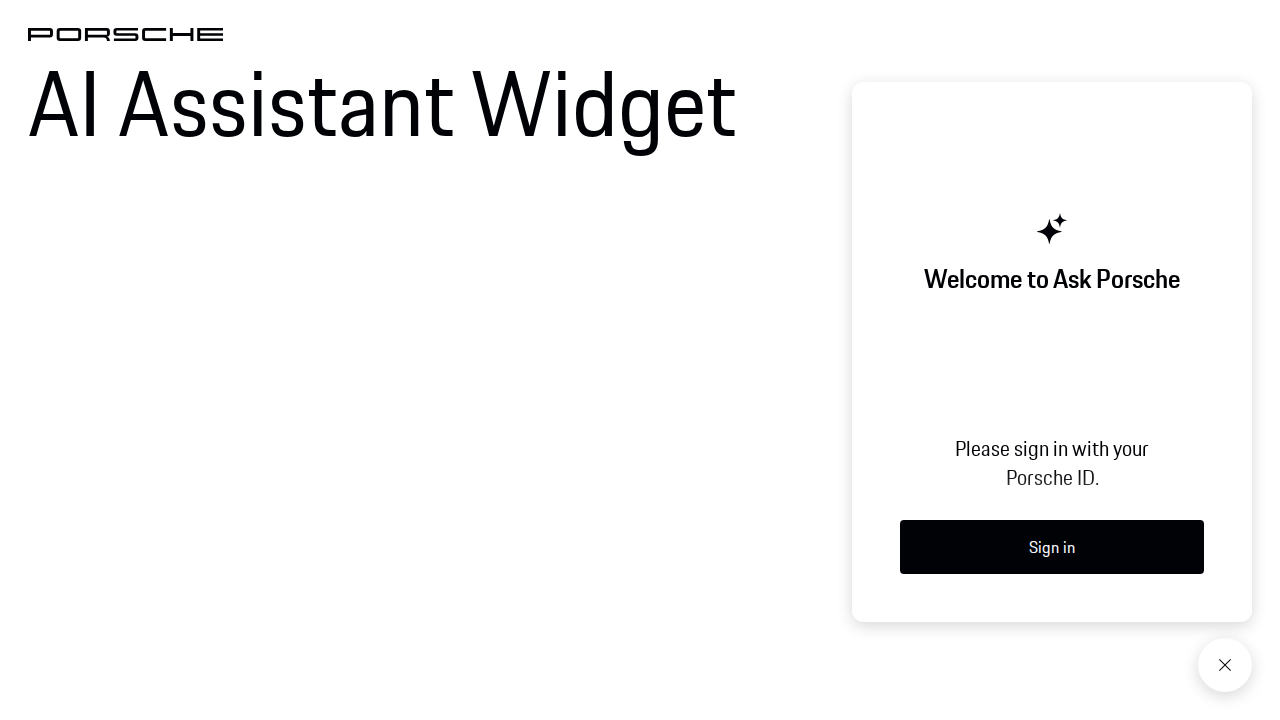 PORSCHE
AI Assistant Widget
Welcome to Ask Porsche
Please sign in with your
Porsche ID.
Sign in